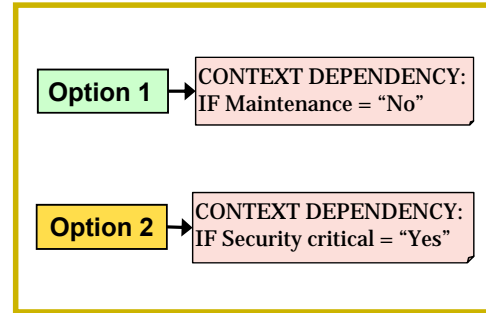 Option 1
CONTEXT DEPENDENCY:
IF Maintenance = “No”
Option 2
CONTEXT DEPENDENCY:
IF Security critical = “Yes”